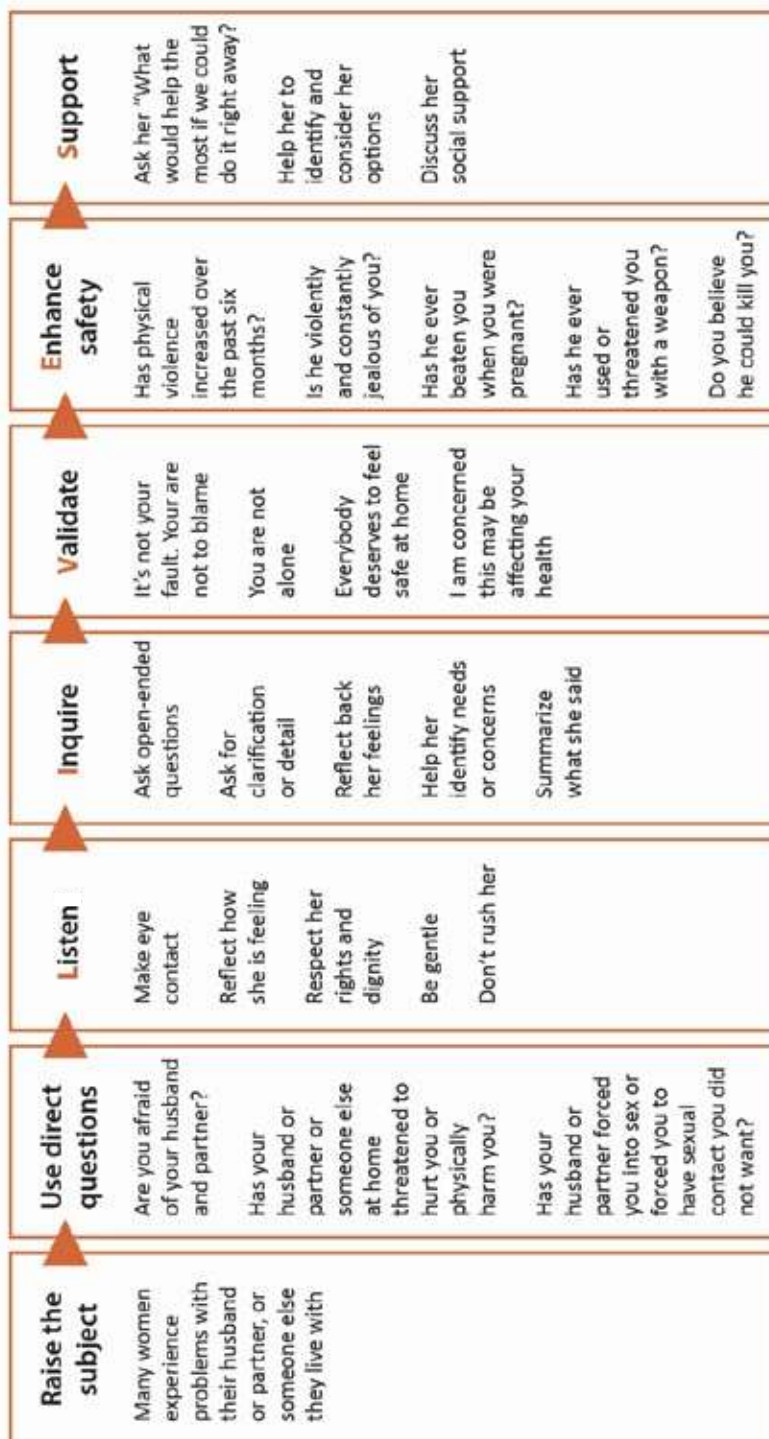 Raise the
subject
Many women
experience
problems with
their husband
or partner, or
someone else
they live with
Use direct
questions
Are you afraid
of your husband
and partner?
Has your
husband or
partner or
someone else
at home
threatened to
hurt you or
physically
harm you?
Has your
husband or
partner forced
you into sex or
forced you to
have sexual
contact you did
not want?
Listen
Make eye
contact
Reflect how
she is feeling
Respect her
rights and
dignity
Be gentle
Don't rush her
Inquire
Ask open-ended
questions
Ask for
clarification
or detail
Reflect back
her feelings
Help her
identify needs
or concerns
Summarize
what she said
Validate
It's not your
fault. Your are
not to blame
You are not
alone
Everybody
deserves to feel
safe at home
I am concerned
this may be
affecting your
health
Enhance
safety
Has physical
violence
increased over
the past six
months?
Is he violently
and constantly
jealous of you?
Has he ever
beaten you
when you were
pregnant?
Has he ever
used or
threatened you
with a weapon?
Do you believe
he could kill you?
Support
Ask her "What
would help the
most if we could
do it right away?
Help her to
identify and
consider her
options
Discuss her
social support